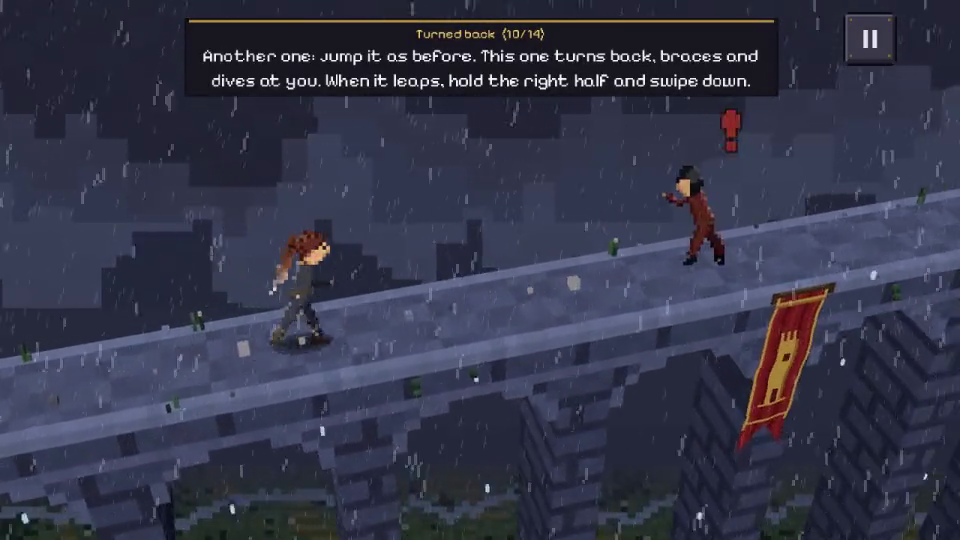 Turned back (10/14)
Another one: Jump it as before. This one turns back, braces and
dives at you. When it leaps, hold the right half and swipe down.